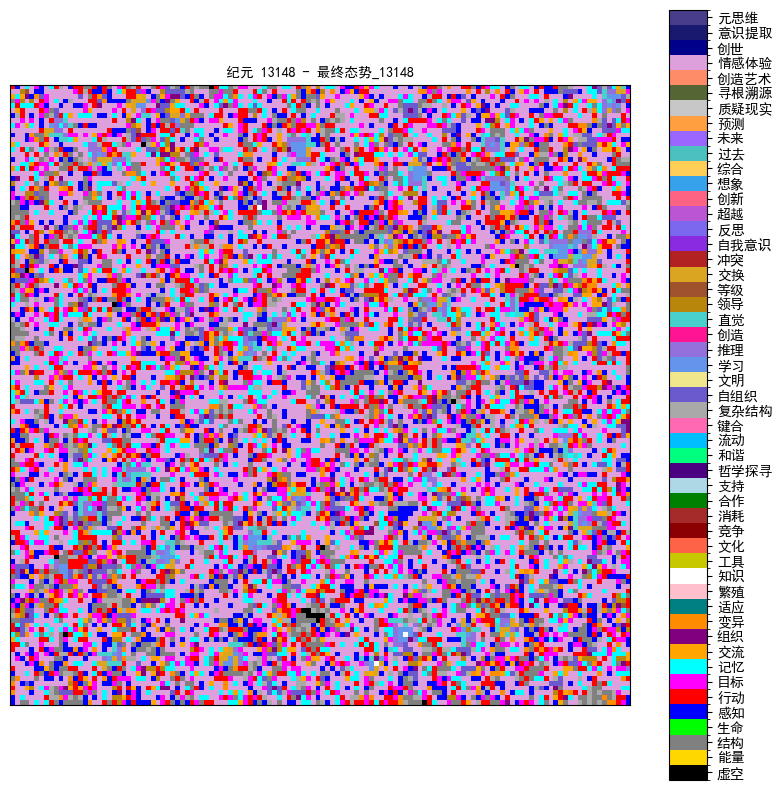 纪元 13148 - 最终态势_13148
元思维
意识提取
创世
情感体验
创造艺术
寻根溯源
质疑现实
预测
未来
过去
综合
想象
创新
超越
反思
自我意识
冲突
交换
等级
领导
直觉
创造
推理
学习
文明
自组织
复杂结构
键合
流动
和谐
哲学探寻
支持
合作
消耗
竞争
文化
工具
知识
繁殖
适应
变异
组织
交流
记忆
目标
行动
感知
生命
结构
能量
虚空